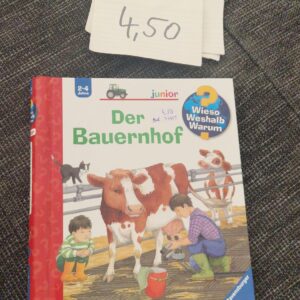 4,50
2-4
Jahre
junior
Der
Bauernhof
Wieso
Weshalb
Warum
?
Ravensburger